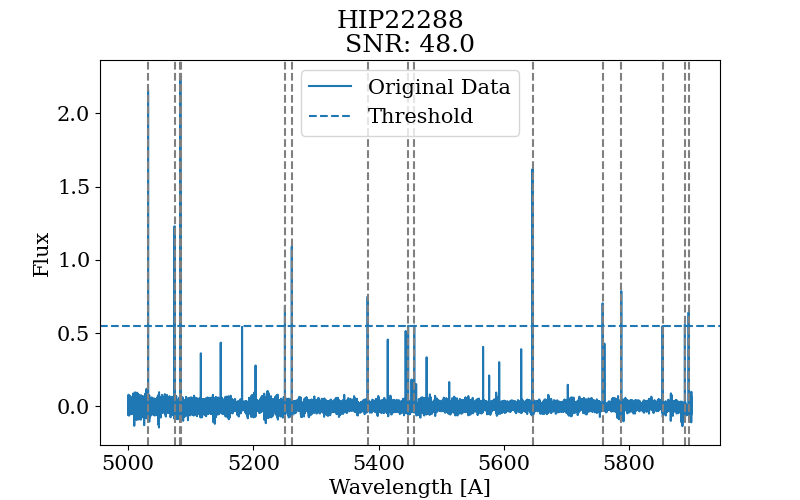 HIP22288
SNR: 48.0
Original Data
Threshold
Flux
2.0
1.5
1.0
0.5
0.0
5000 5200 5400 5600 5800
Wavelength [A]